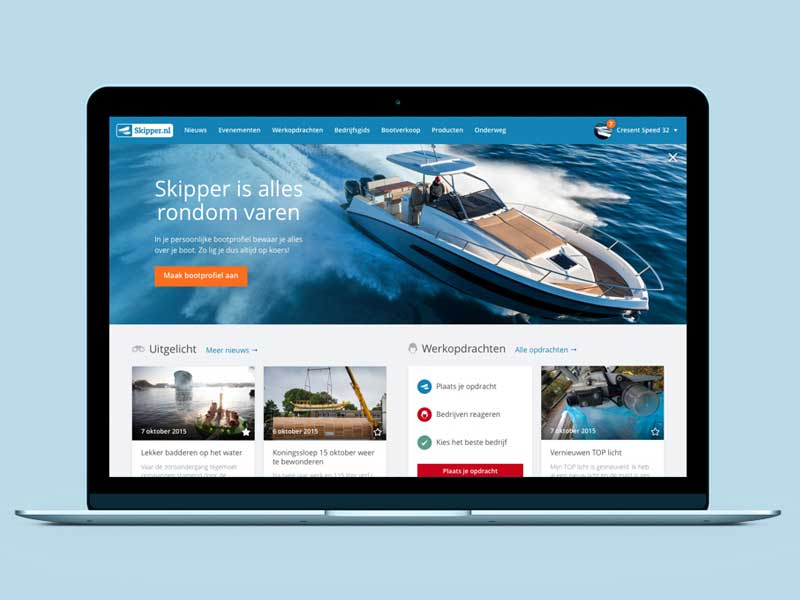 Skipper.nl
Nieuws Evenementen Werkopdrachten Bedrijfsgids Bootverkoop Producten Onderweg
7
Cresent Speed 32
Skipper is alles
rondom varen
In je persoonlijke bootprofiel bewaar je alles
over je boot. Zo lig je dus altijd op koers!
Maak bootprofiel aan
Uitgelicht Meer nieuws →
7 oktober 2015
Lekker badderen op het water
Vaar de zonsondergang tegemoet
6 oktober 2015
Koningssloep 15 oktober weer
te bewonderen
Werkopdrachten Alle opdrachten →
Plaats je opdracht
Bedrijven reageren
Kies het beste bedrijf
Plaats je opdracht
7 oktober 2015
Vernieuwen TOP licht
Mijn TOP licht is gesneuveld. Ik heb